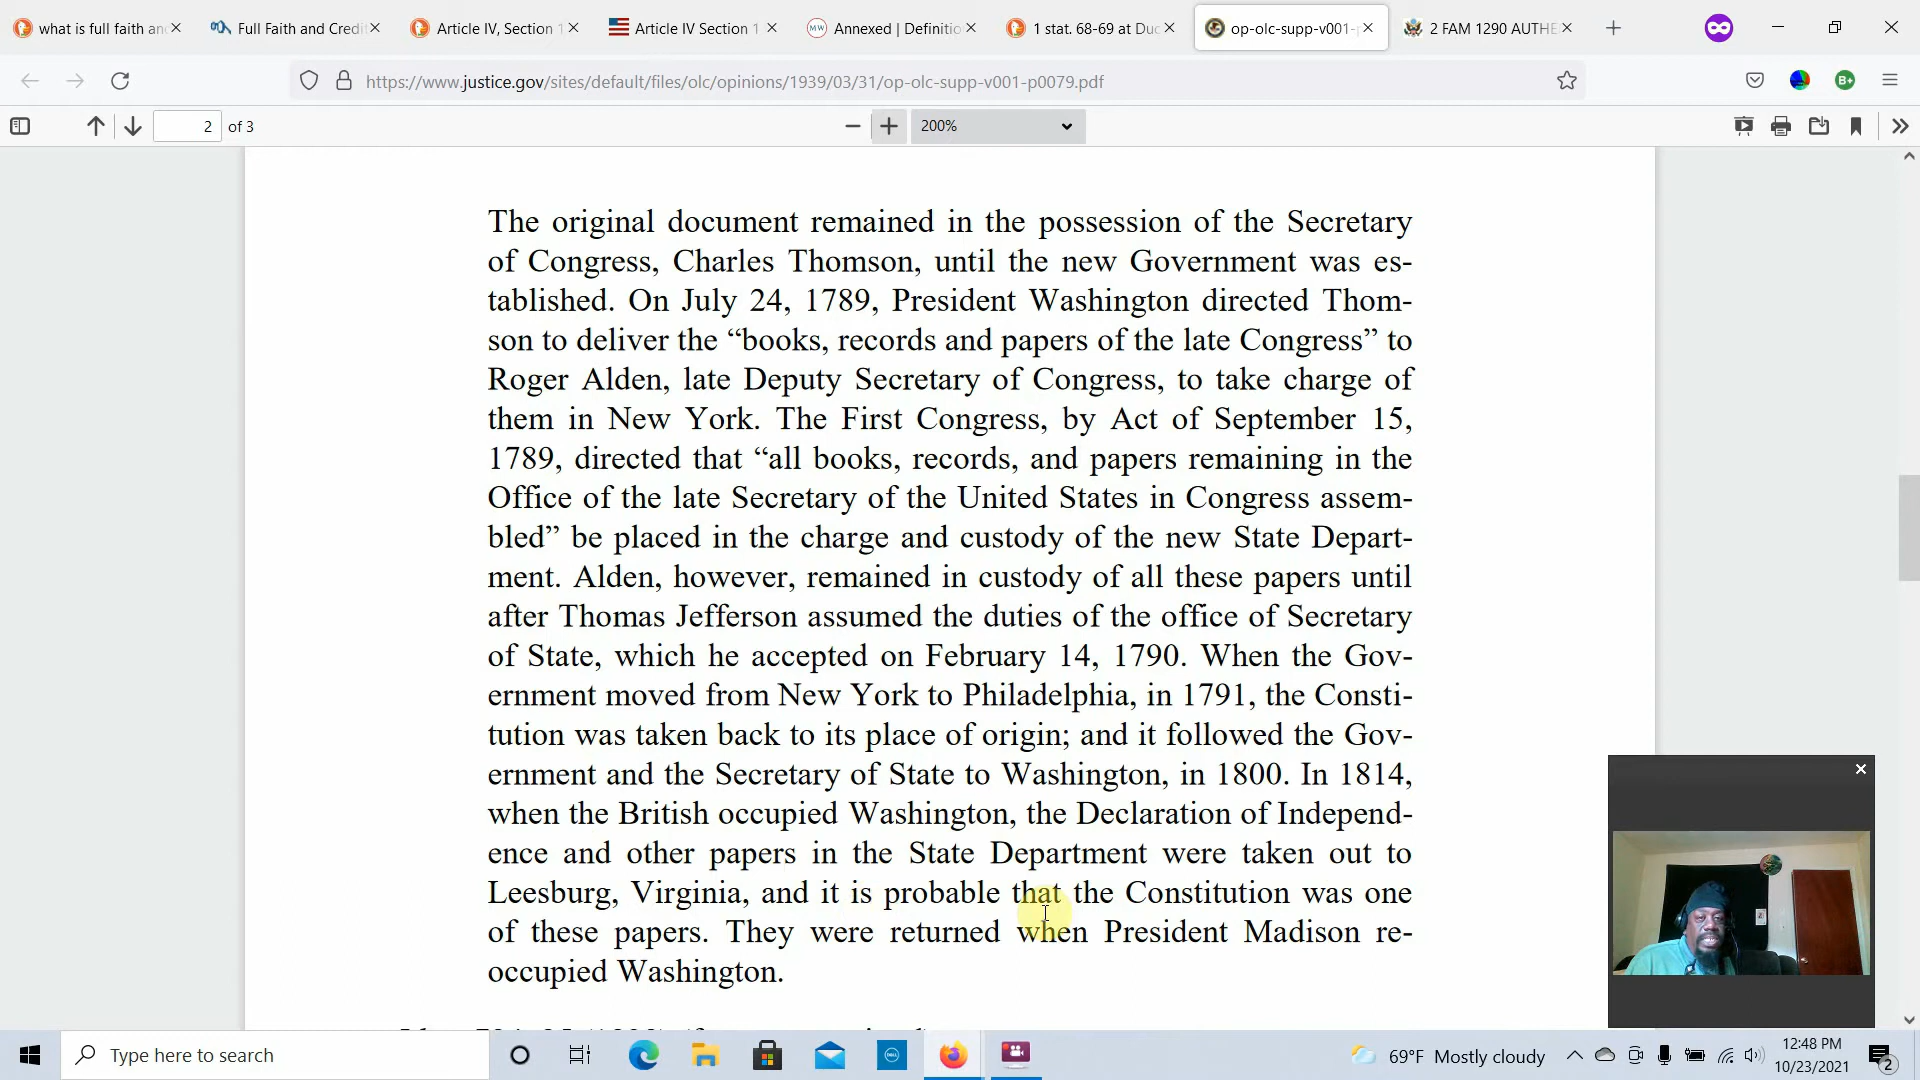 what is full faith an
Full Faith and Credi
Article IV, Section
Article IV Section 1
Annexed | Definitio
1 stat. 68-69 at Duc
op-olc-supp-v001-
2 FAM 1290 AUTHE
https://www.justice.gov/sites/default/files/olc/opinions/1939/03/31/op-olc-supp-v001-p0079.pdf
2 of 3
200%
The original document remained in the possession of the Secretary
of Congress, Charles Thomson, until the new Government was es-
tablished. On July 24, 1789, President Washington directed Thom-
son to deliver the “books, records and papers of the late Congress” to
Roger Alden, late Deputy Secretary of Congress, to take charge of
them in New York. The First Congress, by Act of September 15,
1789, directed that “all books, records, and papers remaining in the
Office of the late Secretary of the United States in Congress assem-
bled” be placed in the charge and custody of the new State Depart-
ment. Alden, however, remained in custody of all these papers until
after Thomas Jefferson assumed the duties of the office of Secretary
of State, which he accepted on February 14, 1790. When the Gov-
ernment moved from New York to Philadelphia, in 1791, the Consti-
tution was taken back to its place of origin; and it followed the Gov-
ernment and the Secretary of State to Washington, in 1800. In 1814,
when the British occupied Washington, the Declaration of Independ-
ence and other papers in the State Department were taken out to
Leesburg, Virginia, and it is probable that the Constitution was one
of these papers. They were returned when President Madison re-
occupied Washington.
Type here to search
69°F Mostly cloudy
12:48 PM
10/23/2021
2